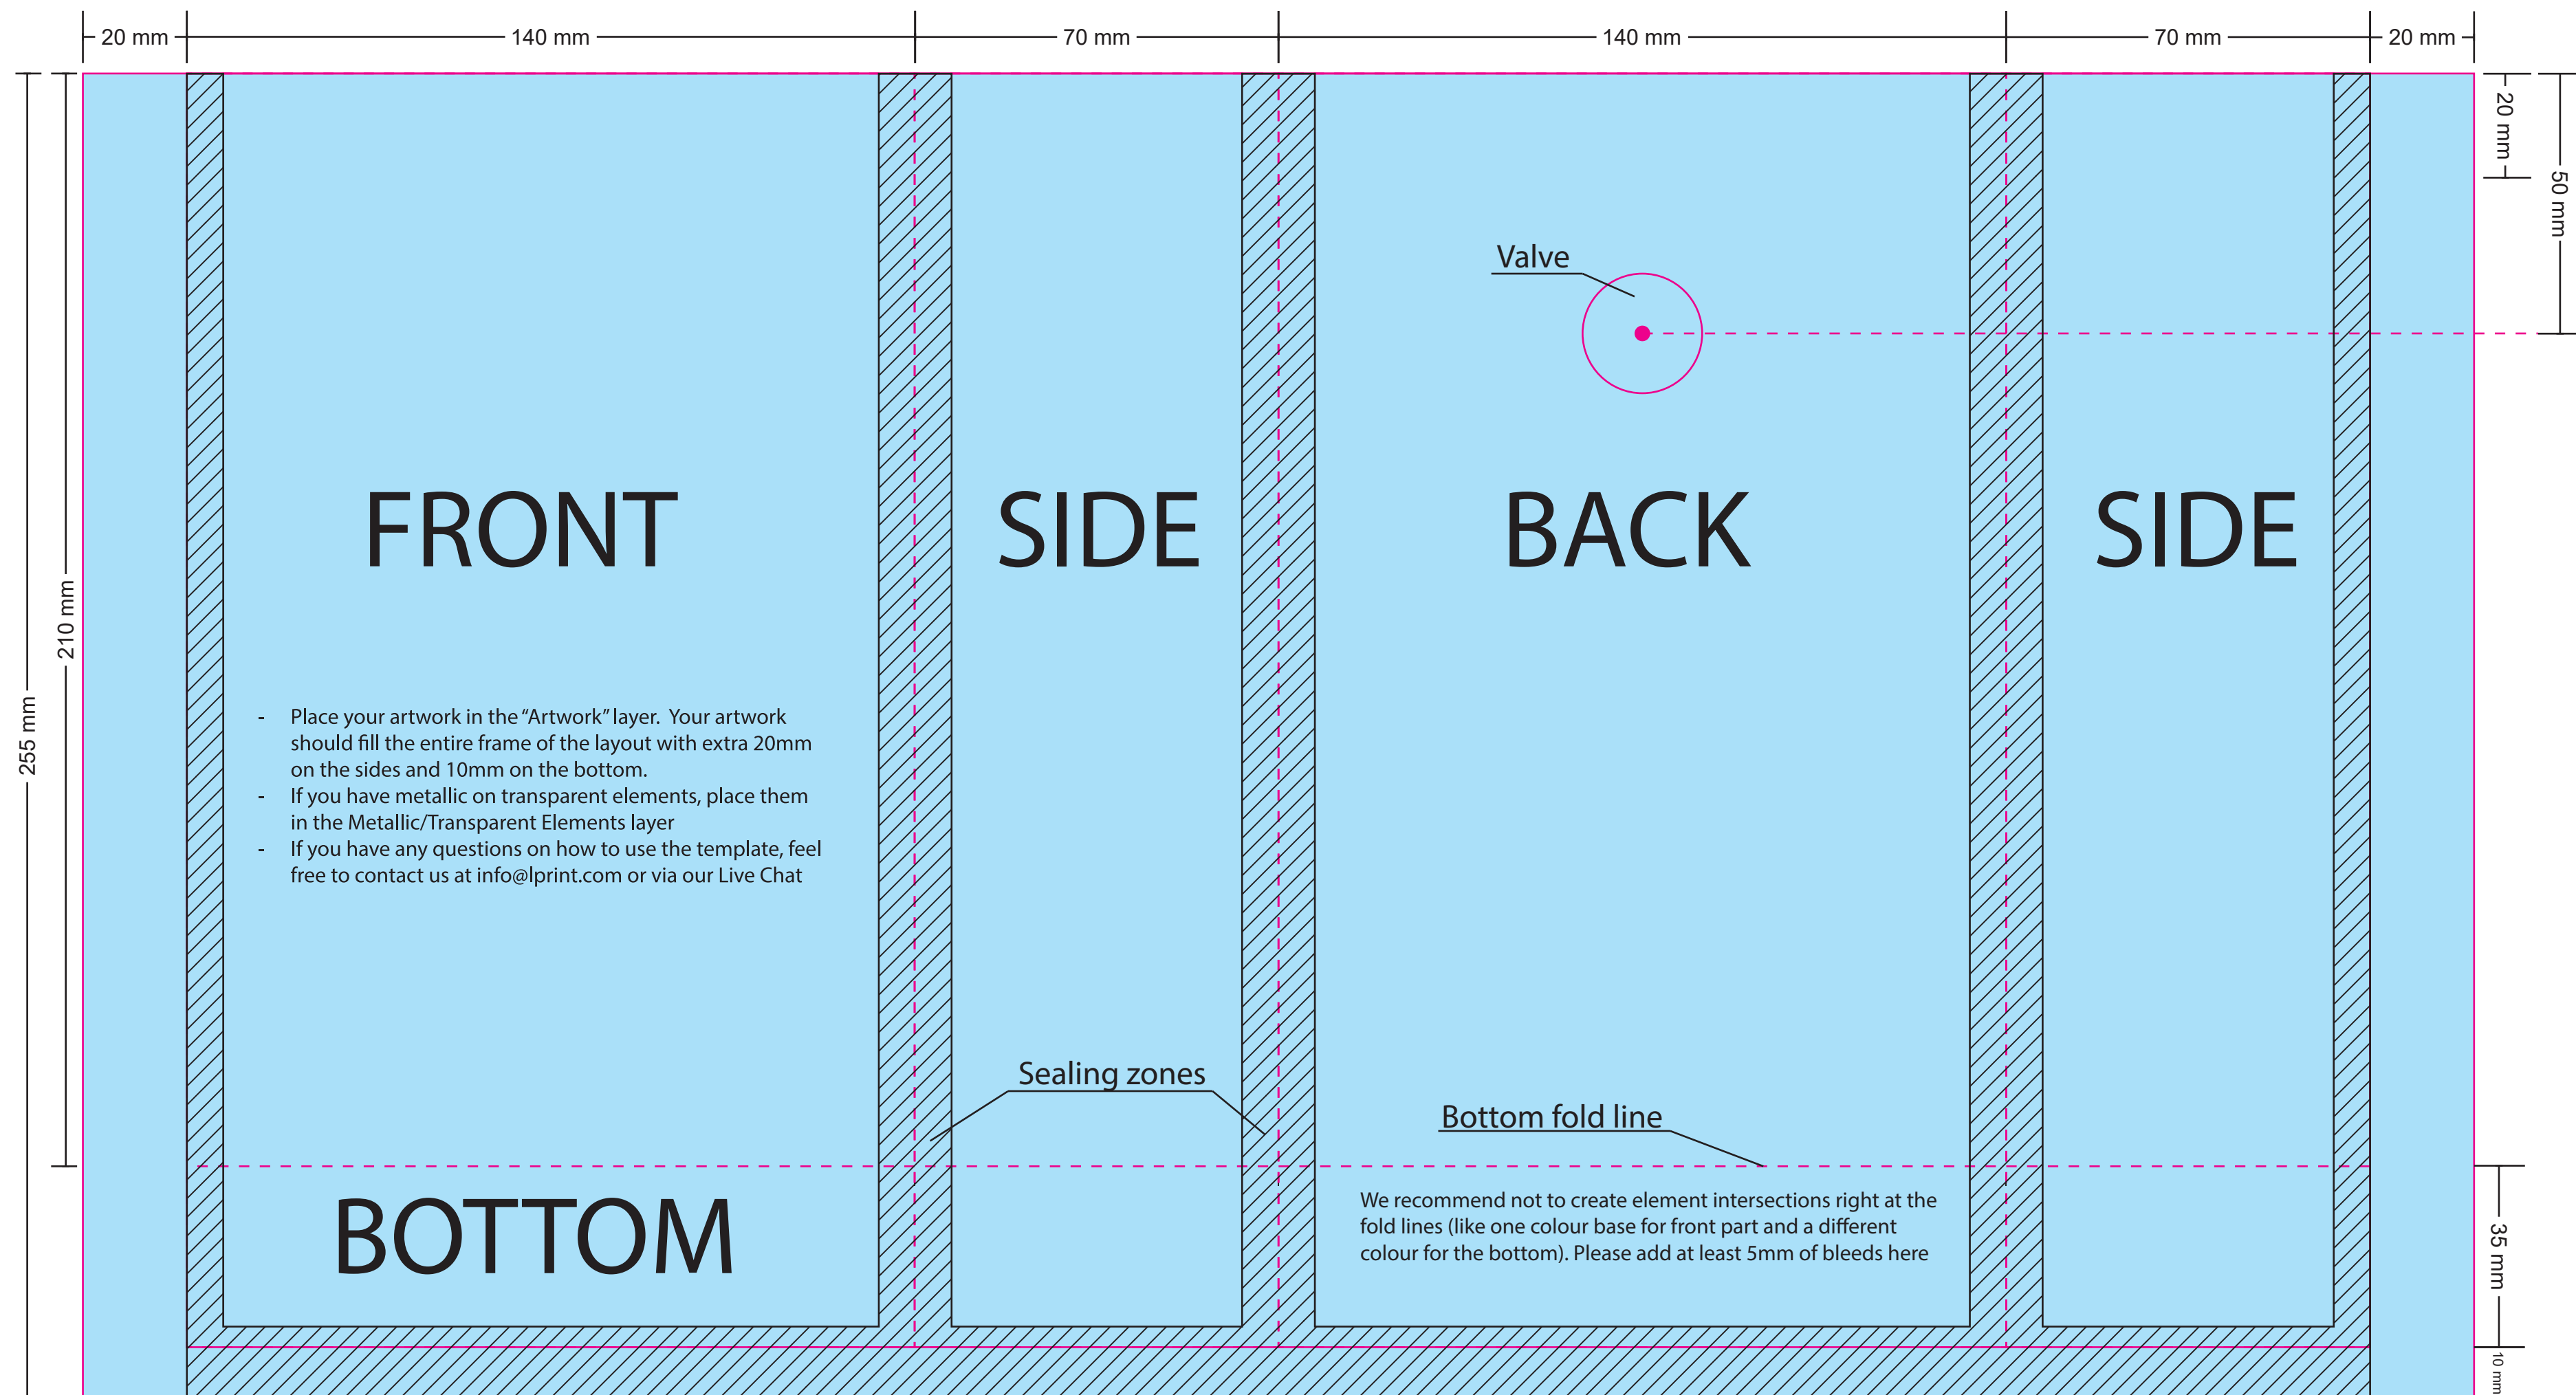 20 mm
140 mm
70 mm
140 mm
70 mm
20 mm
20 mm
50 mm
Valve
FRONT
SIDE
BACK
SIDE
210 mm
255 mm
- Place your artwork in the “Artwork” layer. Your artwork
should fill the entire frame of the layout with extra 20mm
on the sides and 10mm on the bottom.
- If you have metallic on transparent elements, place them
in the Metallic/Transparent Elements layer
- If you have any questions on how to use the template, feel
free to contact us at info@lprint.com or via our Live Chat
Sealing zones
Bottom fold line
BOTTOM
We recommend not to create element intersections right at the
fold lines (like one colour base for front part and a different
colour for the bottom). Please add at least 5mm of bleeds here
35 mm
10 mm